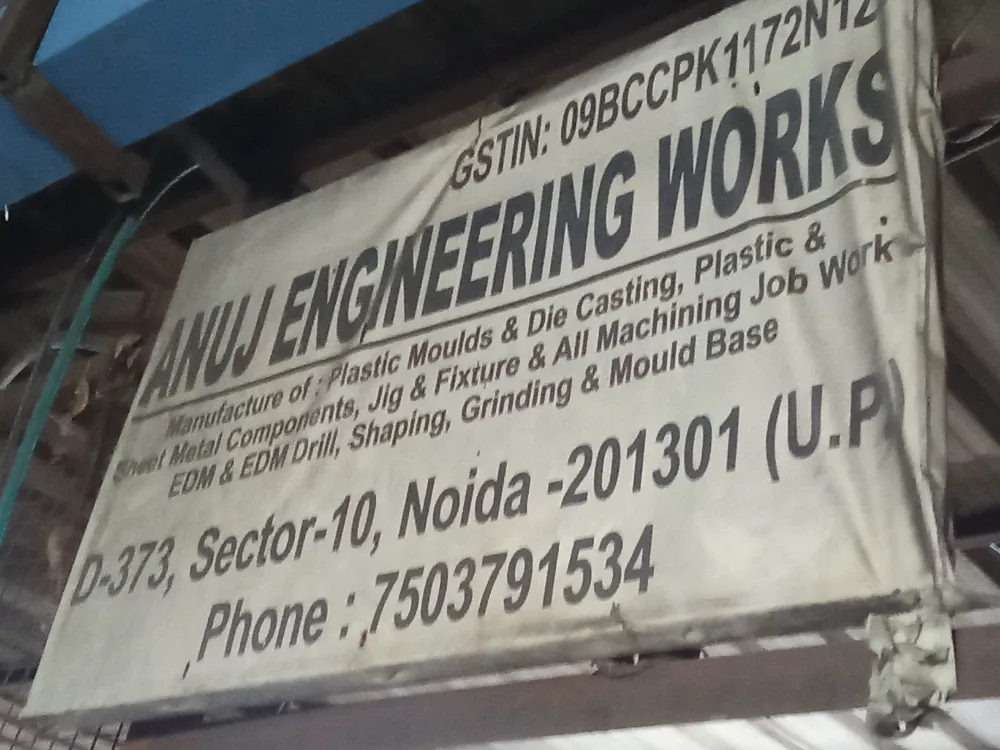 GSTIN: 09BCCPK1172N1Z
ANUJ ENGINEERING WORKS
Manufacture of : Plastic Moulds & Die Casting, Plastic &
Sheet Metal Components, Jig & Fixture & All Machining Job Work
EDM & EDM Drill, Shaping, Grinding & Mould Base
D-373, Sector-10, Noida -201301 (U.P)
Phone : 7503791534